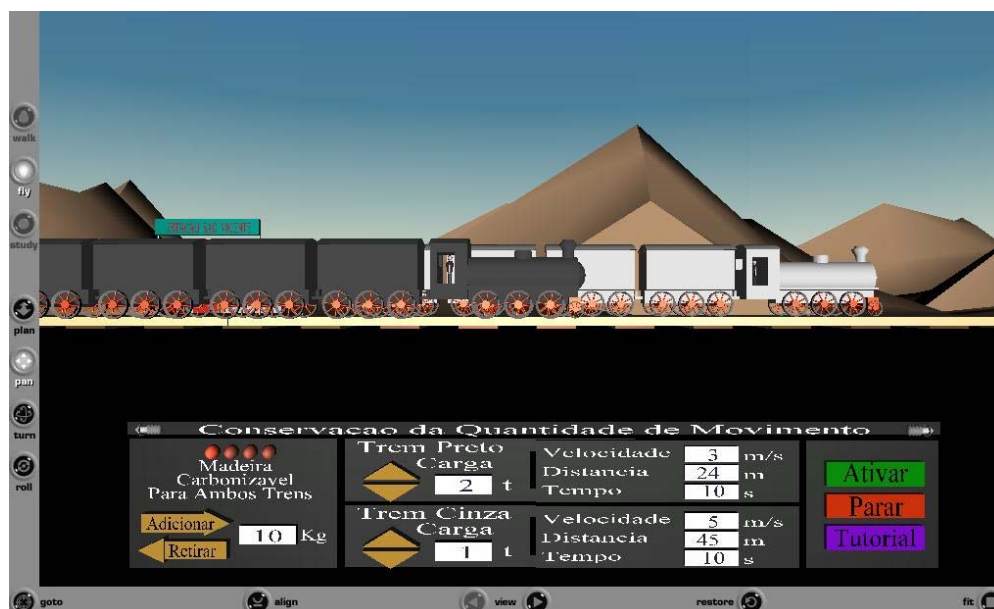 walk
fly
study
plan
pan
turn
roll
Conservacao da Quantidade de Movimento
Madeira
Carbonizavel
Para Ambos Trens
Adicionar
Retirar
10 Kg
Trem Preto
Carga
2 t
Velocidade 3 m/s
Distancia 24 m
Tempo 10 s
Trem Cinza
Carga
1 t
Velocidade 5 m/s
Distancia 45 m
Tempo 10 s
Ativar
Parar
Tutorial
goto
align
view
restore
fit